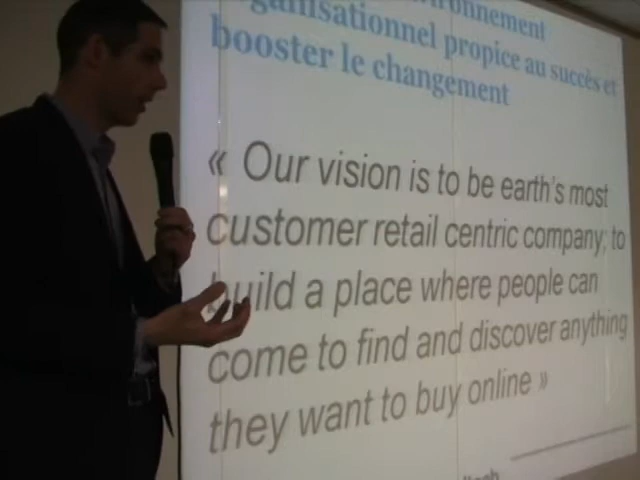 organisationnel propice au succès et
booster le changement
« Our vision is to be earth's most
customer retail centric company; to
build a place where people can
come to find and discover anything
they want to buy online »